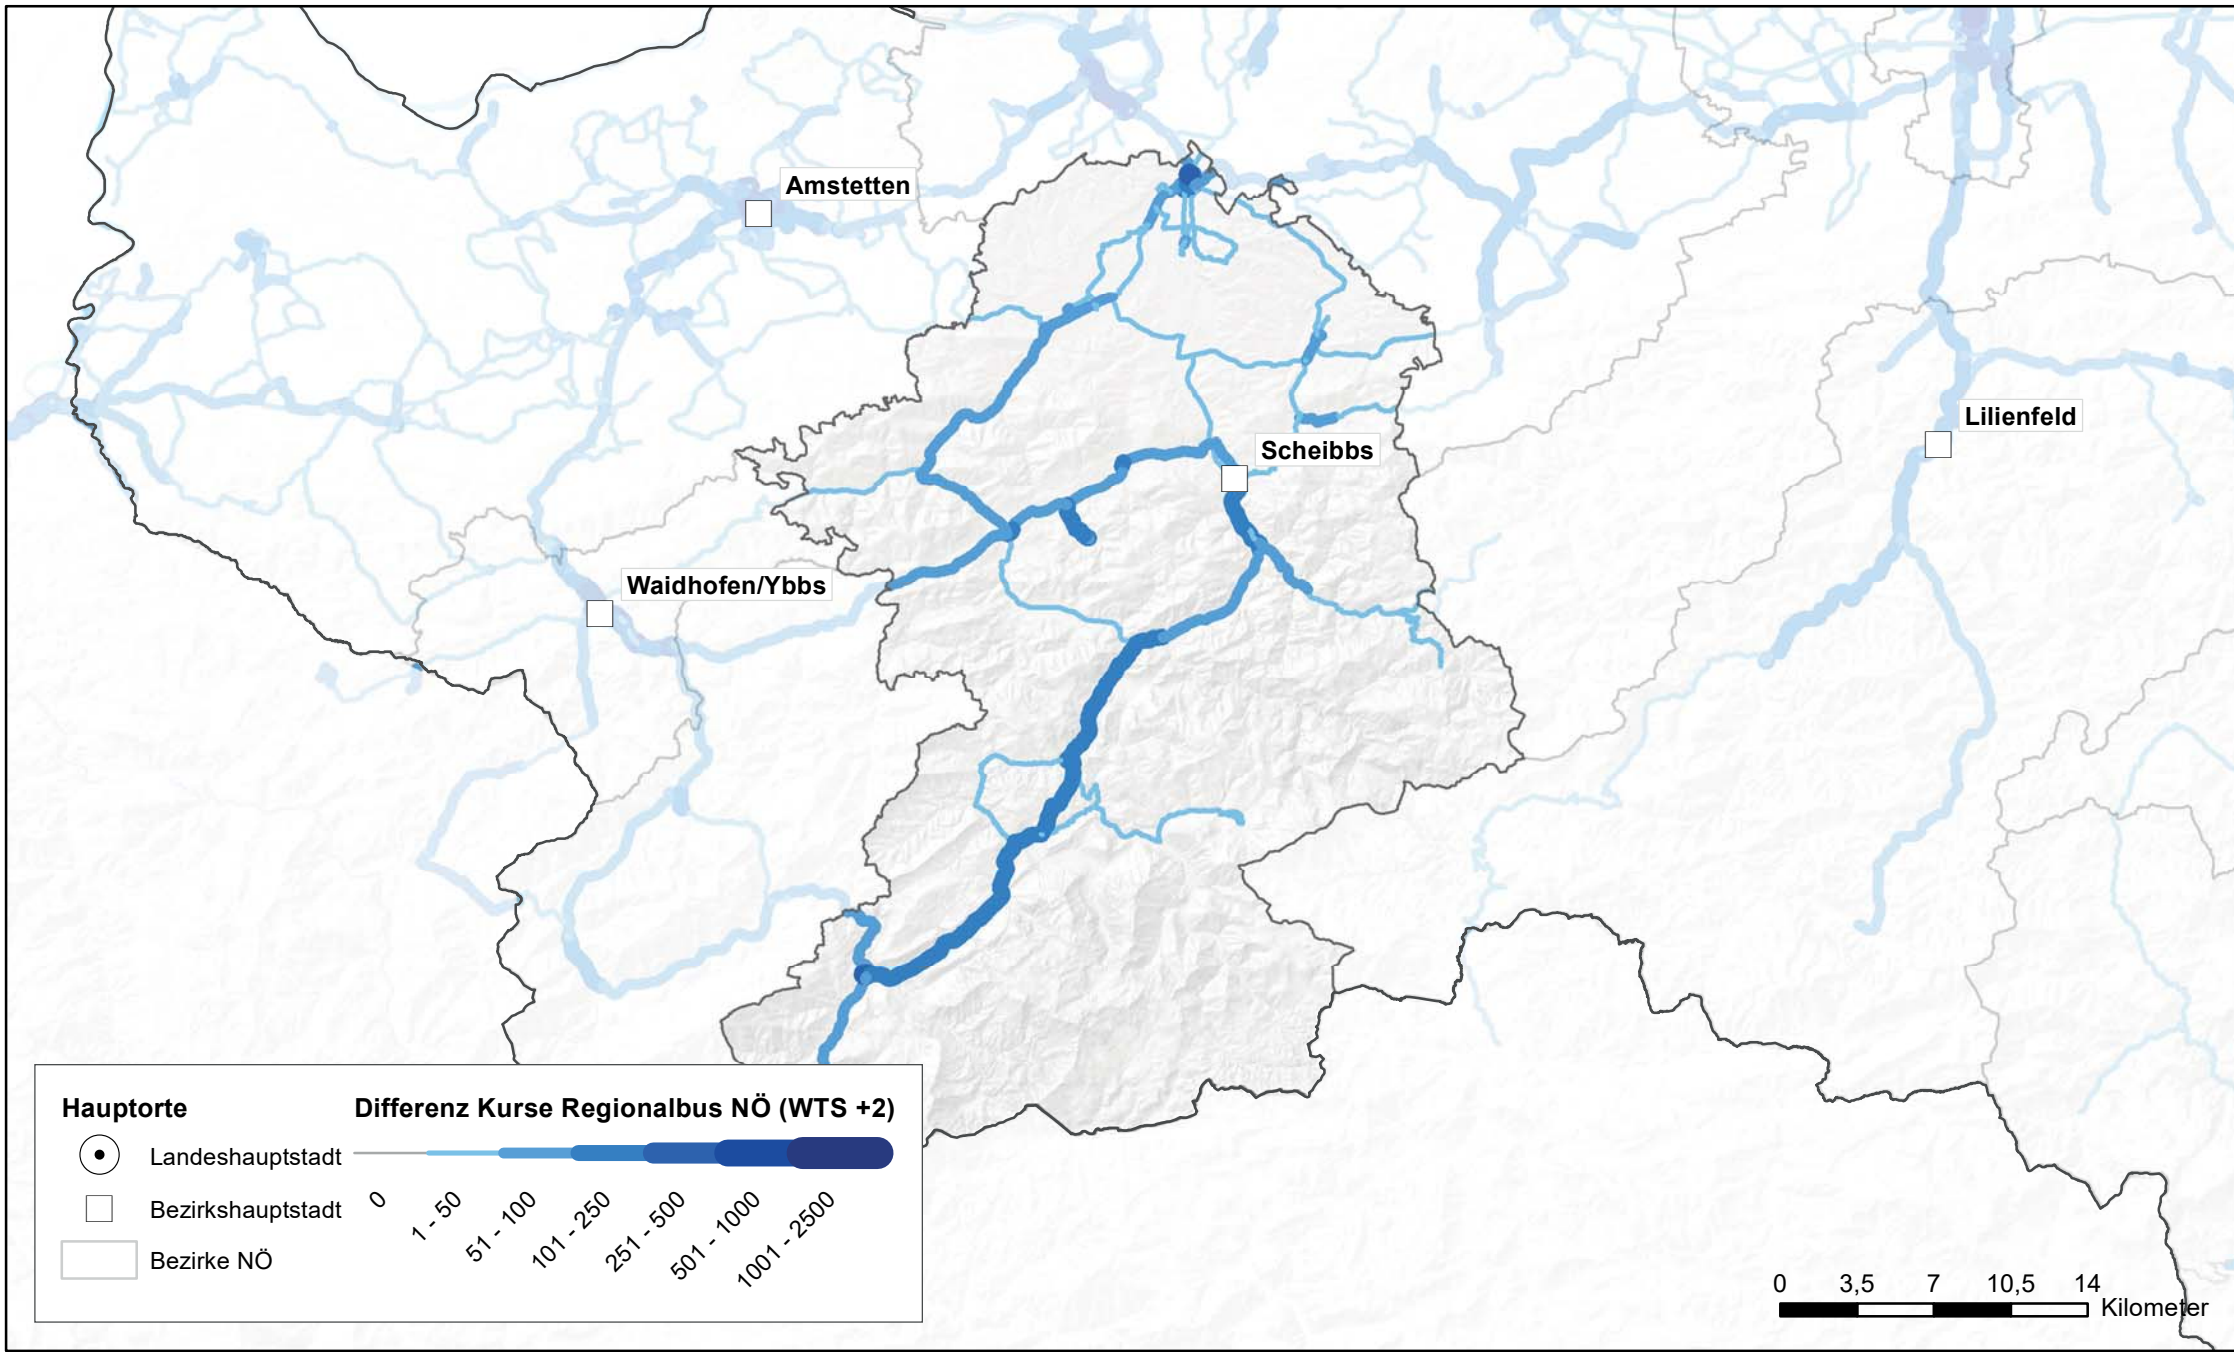 Amstetten
Lilienfeld
Scheibbs
Waidhofen/Ybbs
Hauptorte
Landeshauptstadt
Bezirkshauptstadt
Bezirke NÖ
Differenz Kurse Regionalbus NÖ (WTS +2)
0
1 - 50
51 - 100
101 - 250
251 - 500
501 - 1000
1001 - 2500
0 3,5 7 10,5 14
Kilometer